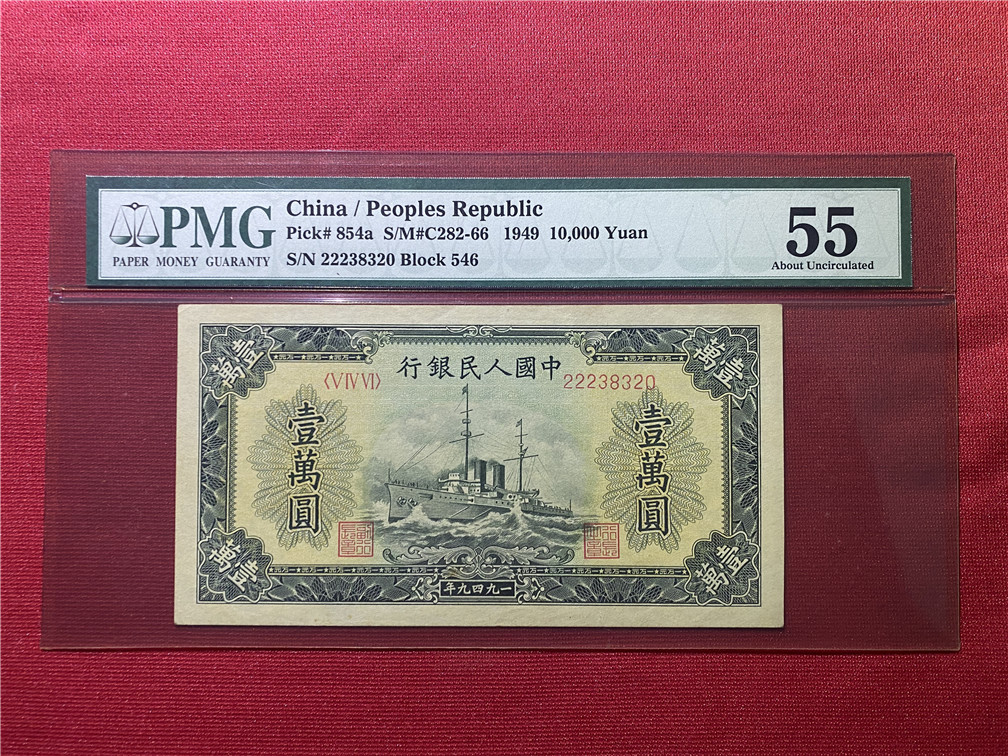 PMG
PAPER MONEY GUARANTY
China / Peoples Republic
Pick# 854a S/M#C282-66 1949 10,000 Yuan
S/N 22238320 Block 546
55
About Uncirculated
行銀民人國中
〈VI IV VI〉
22238320
萬壹
萬壹
壹萬圓
壹萬圓
萬壹
萬壹
年九四九一